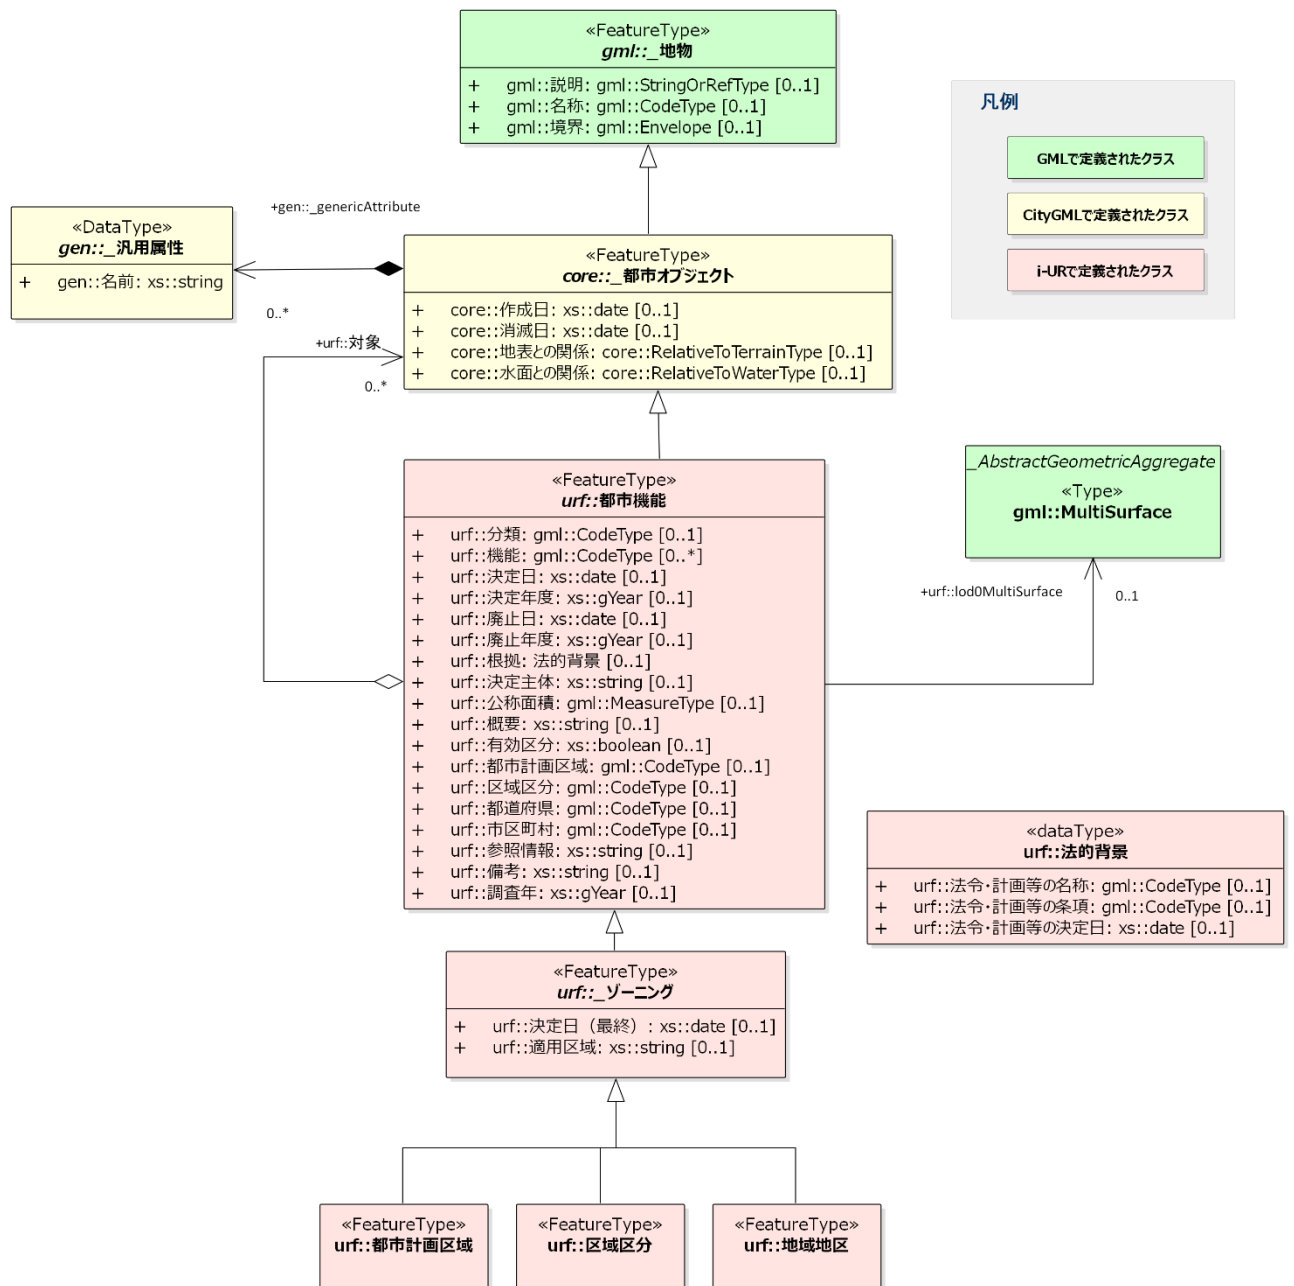 «FeatureType»
gml::_地物
+ gml::説明: gml::StringOrRefType [0..1]
+ gml::名称: gml::CodeType [0..1]
+ gml::境界: gml::Envelope [0..1]
凡例
GMLで定義されたクラス
CityGMLで定義されたクラス
i-URで定義されたクラス
+gen::_genericAttribute
0..*
«DataType»
gen::_汎用属性
+ gen::名前: xs::string
«FeatureType»
core::_都市オブジェクト
+ core::作成日: xs::date [0..1]
+ core::消滅日: xs::date [0..1]
+ core::地表との関係: core::RelativeToTerrainType [0..1]
+ core::水面との関係: core::RelativeToWaterType [0..1]
+urf::対象
0..*
«FeatureType»
urf::都市機能
+ urf::分類: gml::CodeType [0..1]
+ urf::機能: gml::CodeType [0..*]
+ urf::決定日: xs::date [0..1]
+ urf::決定年度: xs::gYear [0..1]
+ urf::廃止日: xs::date [0..1]
+ urf::廃止年度: xs::gYear [0..1]
+ urf::根拠: 法的背景 [0..1]
+ urf::決定主体: xs::string [0..1]
+ urf::公称面積: gml::MeasureType [0..1]
+ urf::概要: xs::string [0..1]
+ urf::有効区分: xs::boolean [0..1]
+ urf::都市計画区域: gml::CodeType [0..1]
+ urf::区域区分: gml::CodeType [0..1]
+ urf::都道府県: gml::CodeType [0..1]
+ urf::市区町村: gml::CodeType [0..1]
+ urf::参照情報: xs::string [0..1]
+ urf::備考: xs::string [0..1]
+ urf::調査年: xs::gYear [0..1]
_AbstractGeometricAggregate
«Type»
gml::MultiSurface
+urf::lod0MultiSurface
0..1
«dataType»
urf::法的背景
+ urf::法令・計画等の名称: gml::CodeType [0..1]
+ urf::法令・計画等の条項: gml::CodeType [0..1]
+ urf::法令・計画等の決定日: xs::date [0..1]
«FeatureType»
urf::_ゾーニング
+ urf::決定日（最終）: xs::date [0..1]
+ urf::適用区域: xs::string [0..1]
«FeatureType»
urf::都市計画区域
«FeatureType»
urf::区域区分
«FeatureType»
urf::地域地区